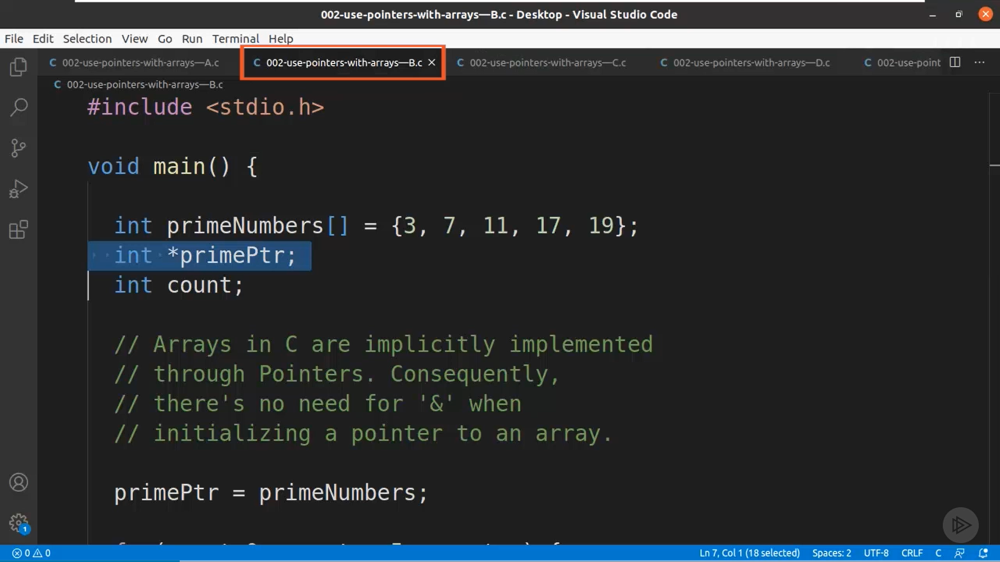 002-use-pointers-with-arrays—B.c - Desktop - Visual Studio Code
File Edit Selection View Go Run Terminal Help
C 002-use-pointers-with-arrays—A.c C 002-use-pointers-with-arrays—B.c C 002-use-pointers-with-arrays—C.c C 002-use-pointers-with-arrays—D.c C 002-use-point
C 002-use-pointers-with-arrays—B.c
#include <stdio.h>
void main() {
int primeNumbers[] = {3, 7, 11, 17, 19};
int *primePtr;
int count;
// Arrays in C are implicitly implemented
// through Pointers. Consequently,
// there's no need for '&' when
// initializing a pointer to an array.
primePtr = primeNumbers;
1
0 0 Ln 7, Col 1 (18 selected) Spaces: 2 UTF-8 CRLF C